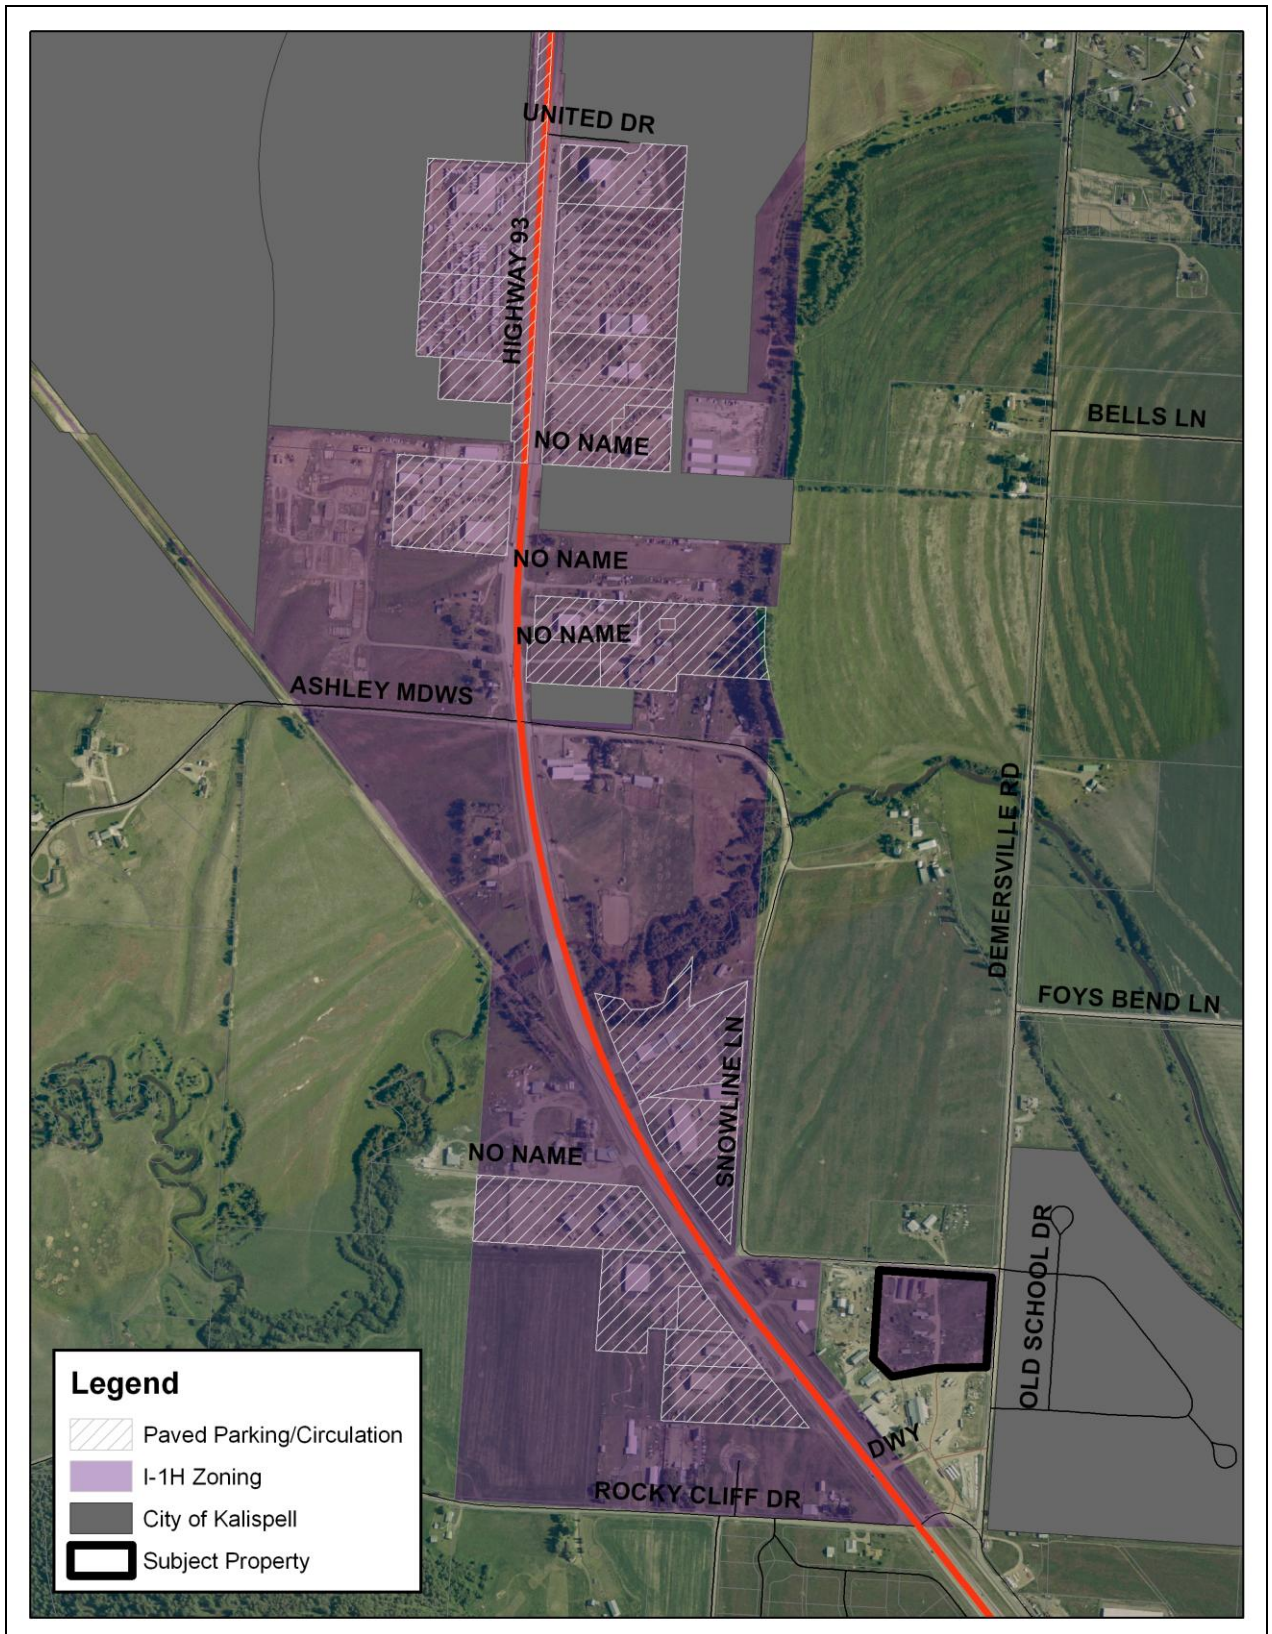 UNITED DR
HIGHWAY 93
BELLS LN
NO NAME
NO NAME
NO NAME
ASHLEY MDWS
DEMERSVILLE RD
FOYS BEND LN
SNOWLINE LN
NO NAME
OLD SCHOOL DR
DWY
ROCKY CLIFF DR
Legend
Paved Parking/Circulation
I-1H Zoning
City of Kalispell
Subject Property